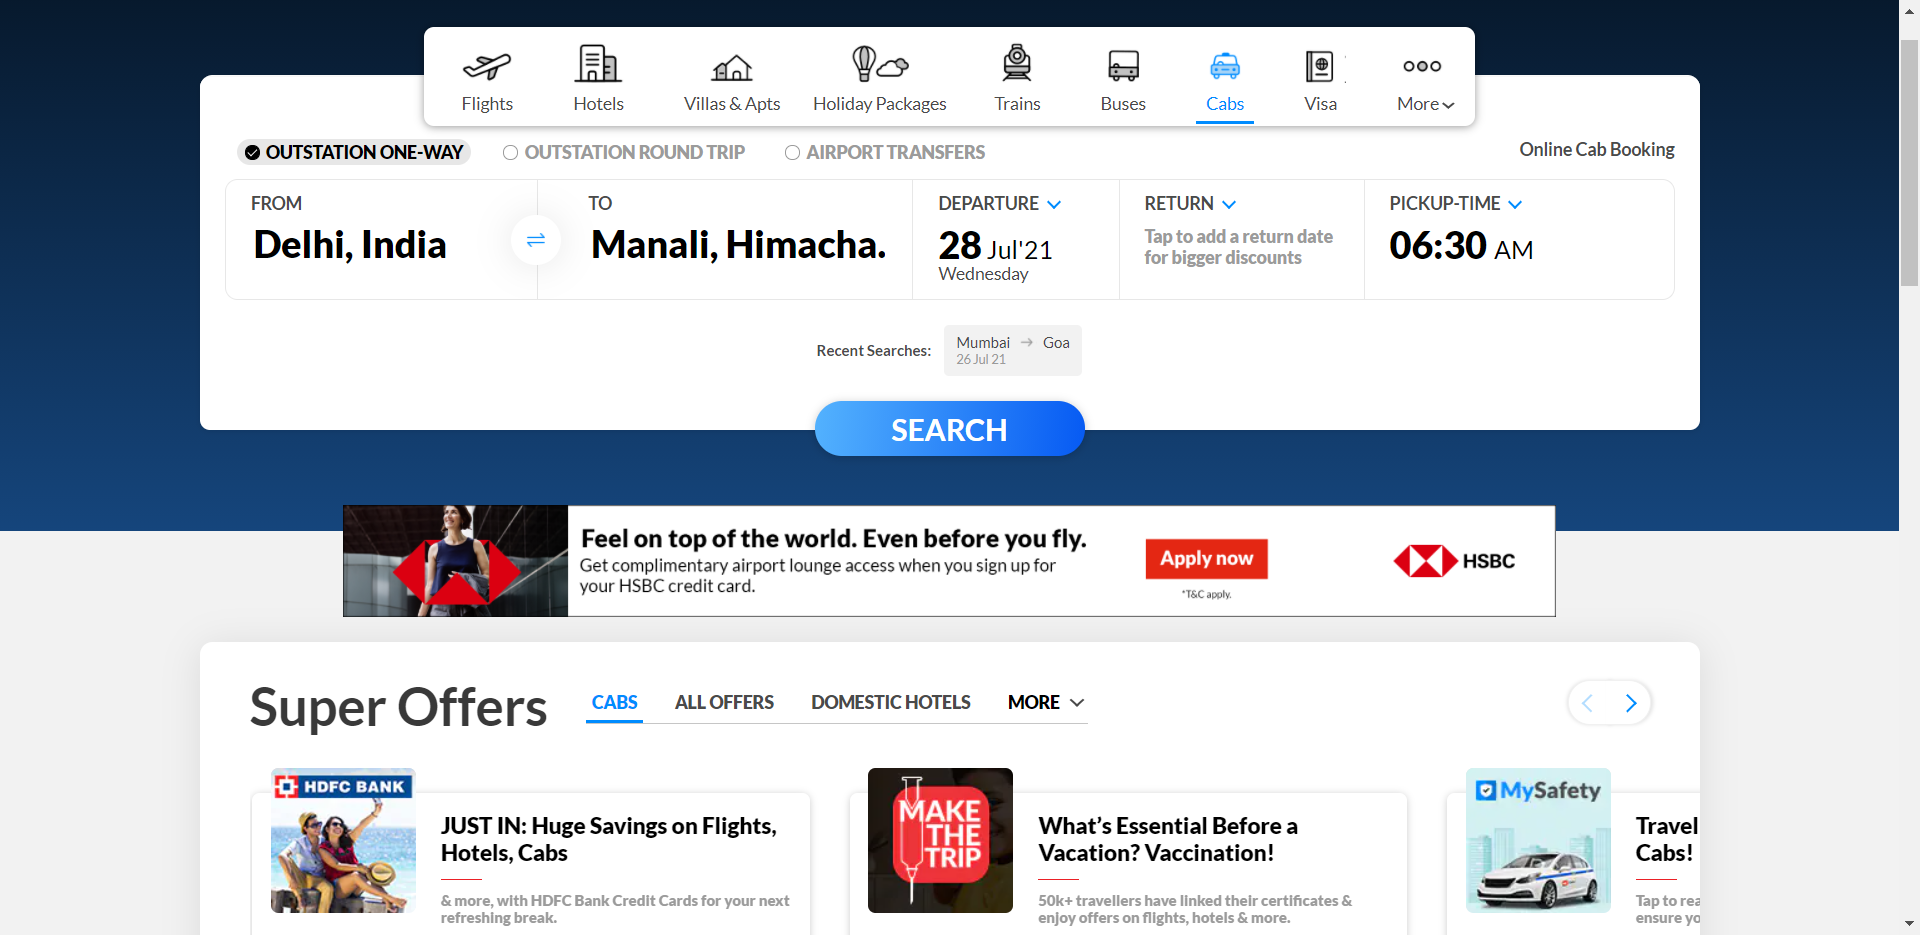 Flights
Hotels
Villas & Apts
Holiday Packages
Trains
Buses
Cabs
Visa
More
OUTSTATION ONE-WAY
OUTSTATION ROUND TRIP
AIRPORT TRANSFERS
Online Cab Booking
FROM
Delhi, India
TO
Manali, Himacha.
DEPARTURE
28 Jul'21
Wednesday
RETURN
Tap to add a return date
for bigger discounts
PICKUP-TIME
06:30 AM
Recent Searches:
Mumbai → Goa
26 Jul 21
SEARCH
Feel on top of the world. Even before you fly.
Get complimentary airport lounge access when you sign up for
your HSBC credit card.
Apply now
*T&C apply.
HSBC
Super Offers
CABS
ALL OFFERS
DOMESTIC HOTELS
MORE
HDFC BANK
JUST IN: Huge Savings on Flights,
Hotels, Cabs
& more, with HDFC Bank Credit Cards for your next
refreshing break.
MAKE
THE
TRIP
What's Essential Before a
Vacation? Vaccination!
50k+ travellers have linked their certificates &
enjoy offers on flights, hotels & more.
MySafety
Travel
Cabs!
Tap to rea
ensure yo